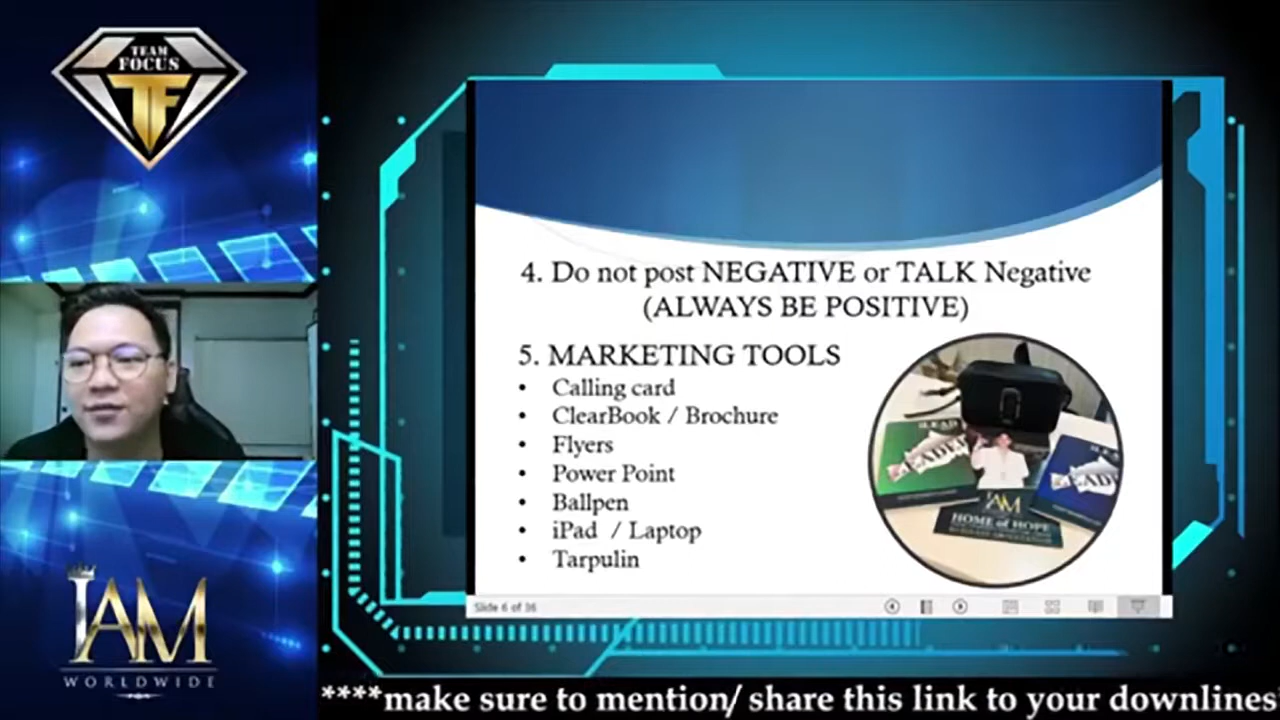 TEAM
FOCUS
TF
IAM
WORLDWIDE
4. Do not post NEGATIVE or TALK Negative
(ALWAYS BE POSITIVE)
5. MARKETING TOOLS
• Calling card
• ClearBook / Brochure
• Flyers
• Power Point
• Ballpen
• iPad / Laptop
• Tarpulin
IAM
HOME of HOPE
Slide 6 of 36
****make sure to mention/ share this link to your downlines